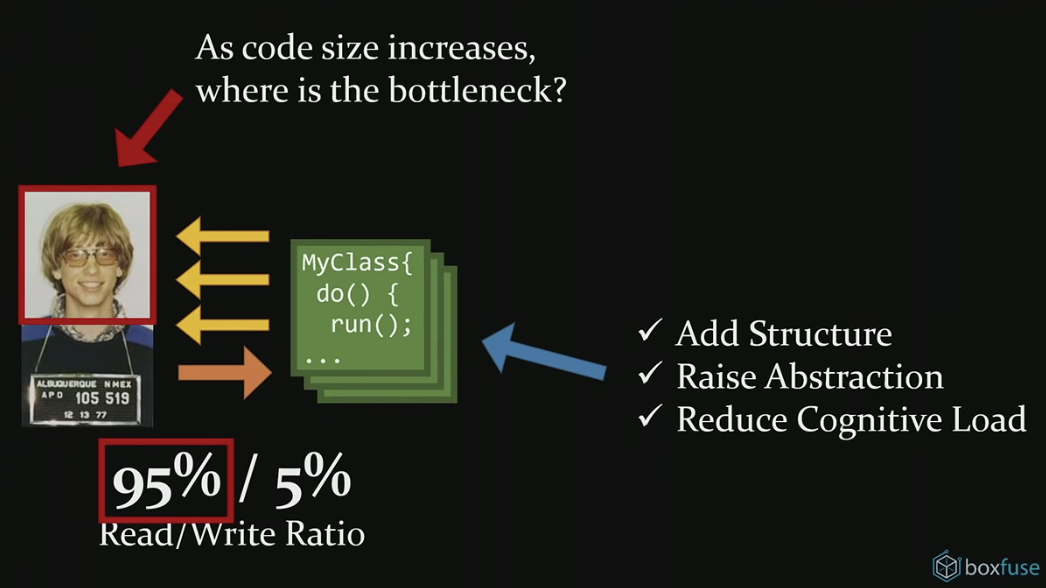 As code size increases,
where is the bottleneck?
MyClass{
do() {
run();
...
✓ Add Structure
✓ Raise Abstraction
✓ Reduce Cognitive Load
ALBUQUERQUE N MEX
APD 105 519
12 13 77
95% / 5%
Read/Write Ratio
boxfuse